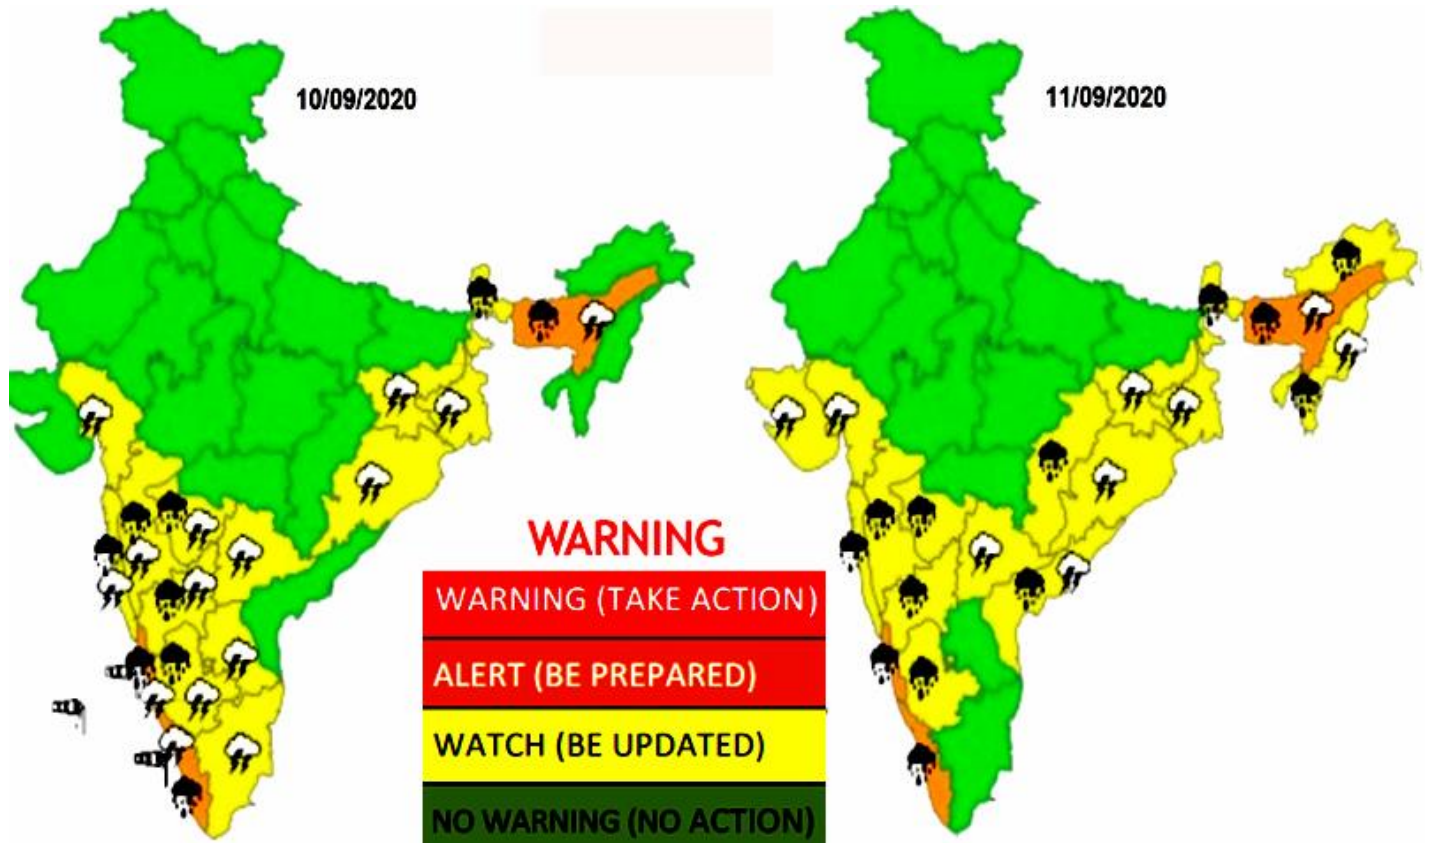 10/09/2020
11/09/2020
WARNING
WARNING (TAKE ACTION)
ALERT (BE PREPARED)
WATCH (BE UPDATED)
NO WARNING (NO ACTION)